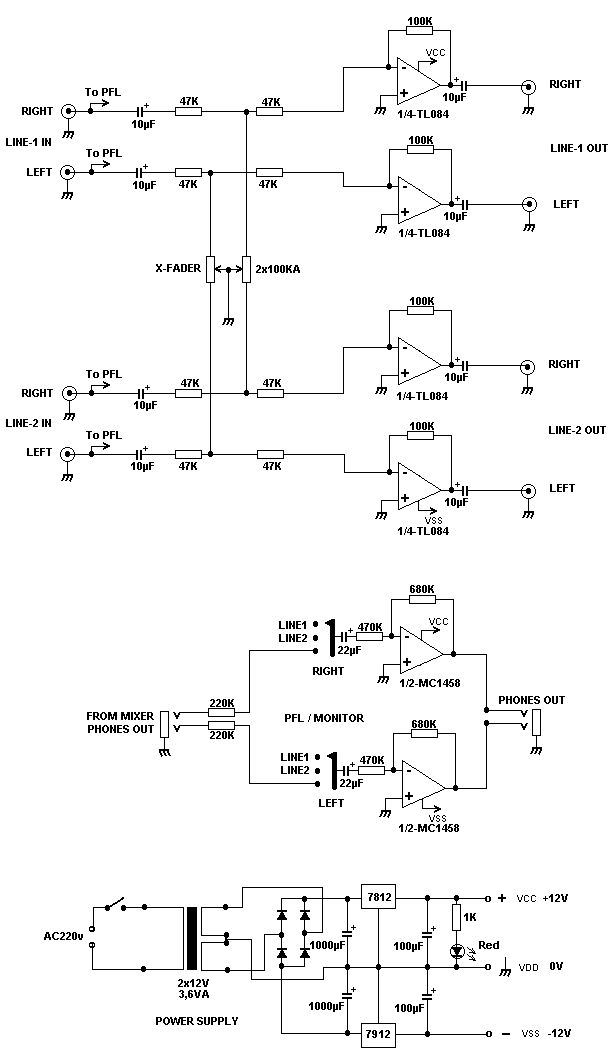 100K
VCC
To PFL
47K
47K
-
+
RIGHT
10µF
10µF
RIGHT
1/4-TL084
LINE-1 IN
To PFL
100K
LINE-1 OUT
LEFT
10µF
47K
47K
-
+
10µF
LEFT
1/4-TL084
X-FADER
2x100KA
100K
To PFL
47K
47K
-
+
RIGHT
10µF
10µF
RIGHT
1/4-TL084
LINE-2 IN
To PFL
100K
LINE-2 OUT
LEFT
10µF
47K
47K
-
+
10µF
LEFT
VSS
1/4-TL084
680K
LINE1
LINE2
470K
VCC
-
+
22µF
RIGHT
1/2-MC1458
220K
FROM MIXER
PHONES OUT
220K
PFL / MONITOR
PHONES OUT
680K
LINE1
LINE2
470K
-
+
22µF
LEFT
VSS
1/2-MC1458
7812
+ VCC +12V
1K
AC220v
1000µF
100µF
Red
VDD 0V
2x12V
3,6VA
1000µF
100µF
POWER SUPPLY
7912
- VSS -12V